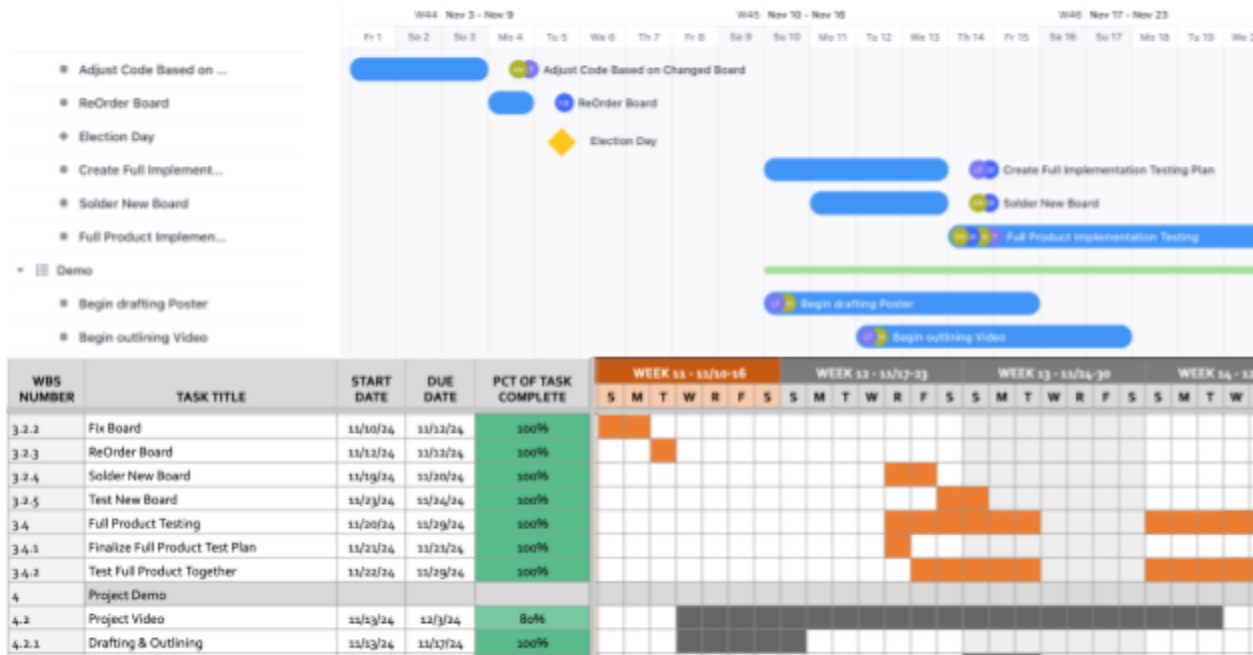 W44 Nov 3 - Nov 9 W45 Nov 10 - Nov 16 W46 Nov 17 - Nov 23
Fr 1 Sa 2 Su 3 Mo 4 Tu 5 We 6 Th 7 Fr 8 Sa 9 Su 10 Mo 11 Tu 12 We 13 Th 14 Fr 15 Sa 16 Su 17 Mo 18 Tu 19 We 2
Adjust Code Based on ... Adjust Code Based on Changed Board
ReOrder Board ReOrder Board
Election Day Election Day
Create Full Implement... Create Full Implementation Testing Plan
Solder New Board Solder New Board
Full Product Implemen... Full Product Implementation Testing
Demo
Begin drafting Poster LT Begin drafting Poster
Begin outlining Video LT Begin outlining Video
WBS NUMBER TASK TITLE START DATE DUE DATE PCT OF TASK COMPLETE WEEK 11 - 11/10-16 WEEK 12 - 11/17-23 WEEK 13 - 11/24-30 WEEK 14 - 12
S M T W R F S S M T W R F S S M T W R F S S M T W
3.2.2 Fix Board 11/10/24 11/12/24 100%
3.2.3 ReOrder Board 11/12/24 11/12/24 100%
3.2.4 Solder New Board 11/19/24 11/20/24 100%
3.2.5 Test New Board 11/23/24 11/24/24 100%
3.4 Full Product Testing 11/20/24 11/29/24 100%
3.4.1 Finalize Full Product Test Plan 11/21/24 11/21/24 100%
3.4.2 Test Full Product Together 11/22/24 11/29/24 100%
4 Project Demo
4.2 Project Video 11/13/24 12/3/24 80%
4.2.1 Drafting & Outlining 11/13/24 11/17/24 100%